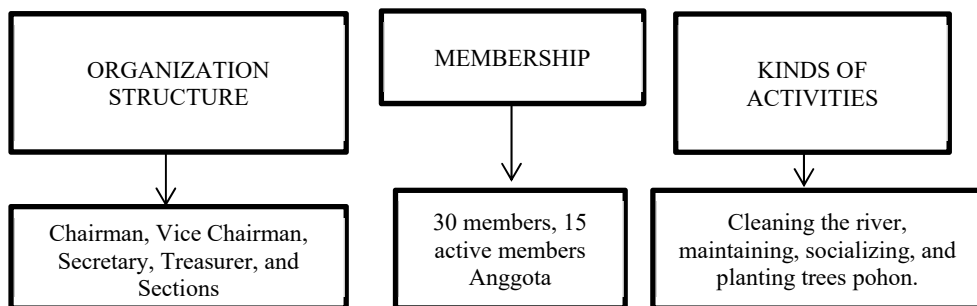 ORGANIZATION
STRUCTURE
MEMBERSHIP
KINDS OF
ACTIVITIES
Chairman, Vice Chairman,
Secretary, Treasurer, and
Sections
30 members, 15
active members
Anggota
Cleaning the river,
maintaining, socializing, and
planting trees pohon.